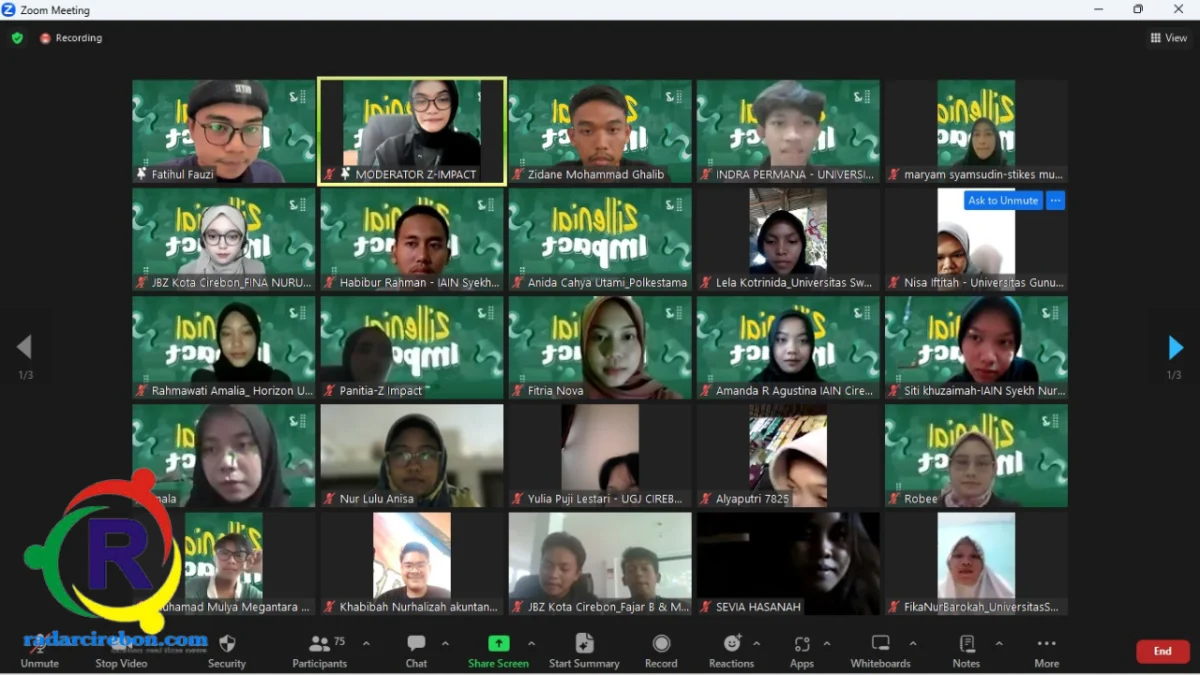 Zoom Meeting
Recording
View
Fatihul Fauzi
MODERATOR Z-IMPACT
Zidane Mohammad Ghalib
INDRA PERMANA - UNIVERSI...
maryam syamsudin-stikes mu...
Ask to Unmute
JBZ Kota Cirebon_FINA NURU...
Habibur Rahman - IAIN Syekh...
Anida Cahya Utami_Polkestama
Lela Kotrinida_Universitas Sw...
Nisa Iftitah - Universitas Gunu...
Zillenial
Impact
Rahmawati Amalia_ Horizon U...
Panitia-Z Impact
Fitria Nova
Amanda R Agustina IAIN Cire...
Siti khuzaimah-IAIN Syekh Nur...
1/3
1/3
Nur Lulu Anisa
Yulia Puji Lestari - UGJ CIREB...
Alyaputri 7825
Robee
R
Mulya Megantara ...
Khabibah Nurhalizah akuntan...
JBZ Kota Cirebon_Fajar B & M...
SEVIA HASANAH
FikaNurBarokah_UniversitasS...
radarcirebon.com
75
Unmute
Stop Video
Security
Participants
Chat
Share Screen
Start Summary
Record
Reactions
Apps
Whiteboards
Notes
More
End